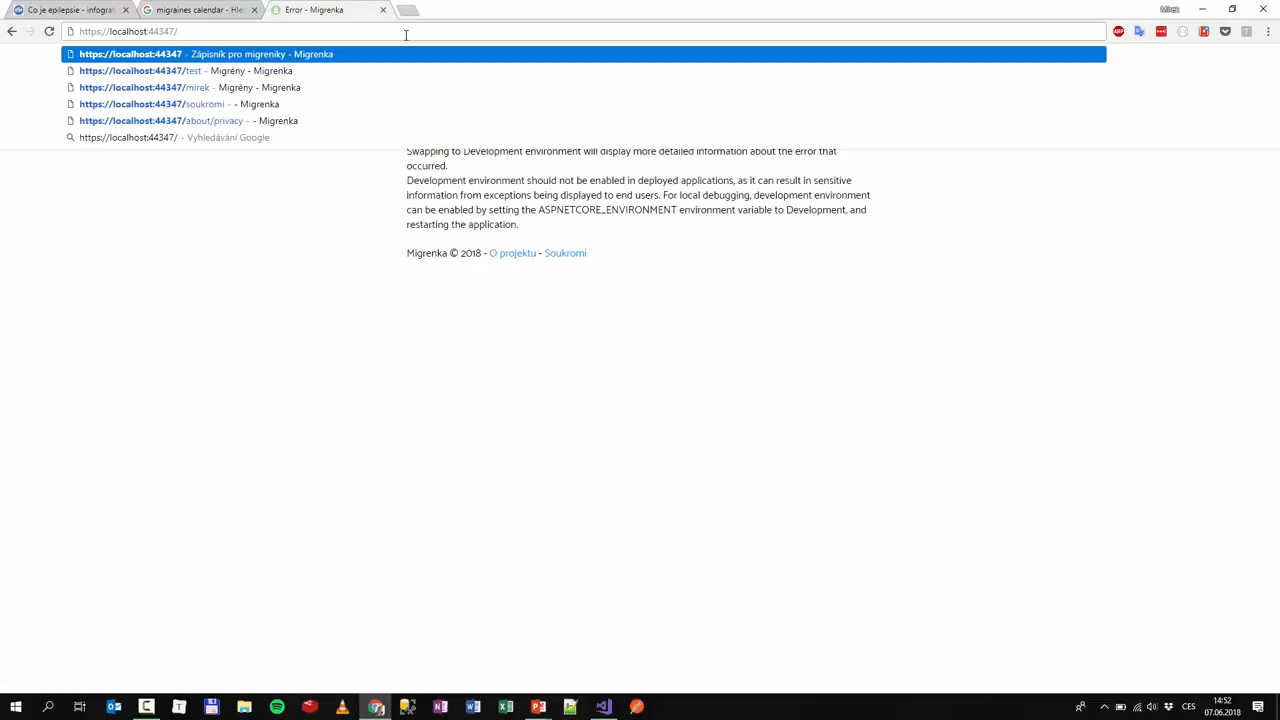 Co je epilepsie - infografi
migraines calendar - Hled
Error - Migrenka
Mirek
https://localhost:44347/
ABP
https://localhost:44347 - Zápisník pro migreniky - Migrenka
https://localhost:44347/test - Migrény - Migrenka
https://localhost:44347/mirek - Migrény - Migrenka
https://localhost:44347/soukromi - - Migrenka
https://localhost:44347/about/privacy - - Migrenka
https://localhost:44347/ - Vyhledávání Google
Swapping to Development environment will display more detailed information about the error that
occurred.
Development environment should not be enabled in deployed applications, as it can result in sensitive
information from exceptions being displayed to end users. For local debugging, development environment
can be enabled by setting the ASPNETCORE_ENVIRONMENT environment variable to Development, and
restarting the application.
Migrenka © 2018 - O projektu - Soukromi
CES
14:52
07.06.2018